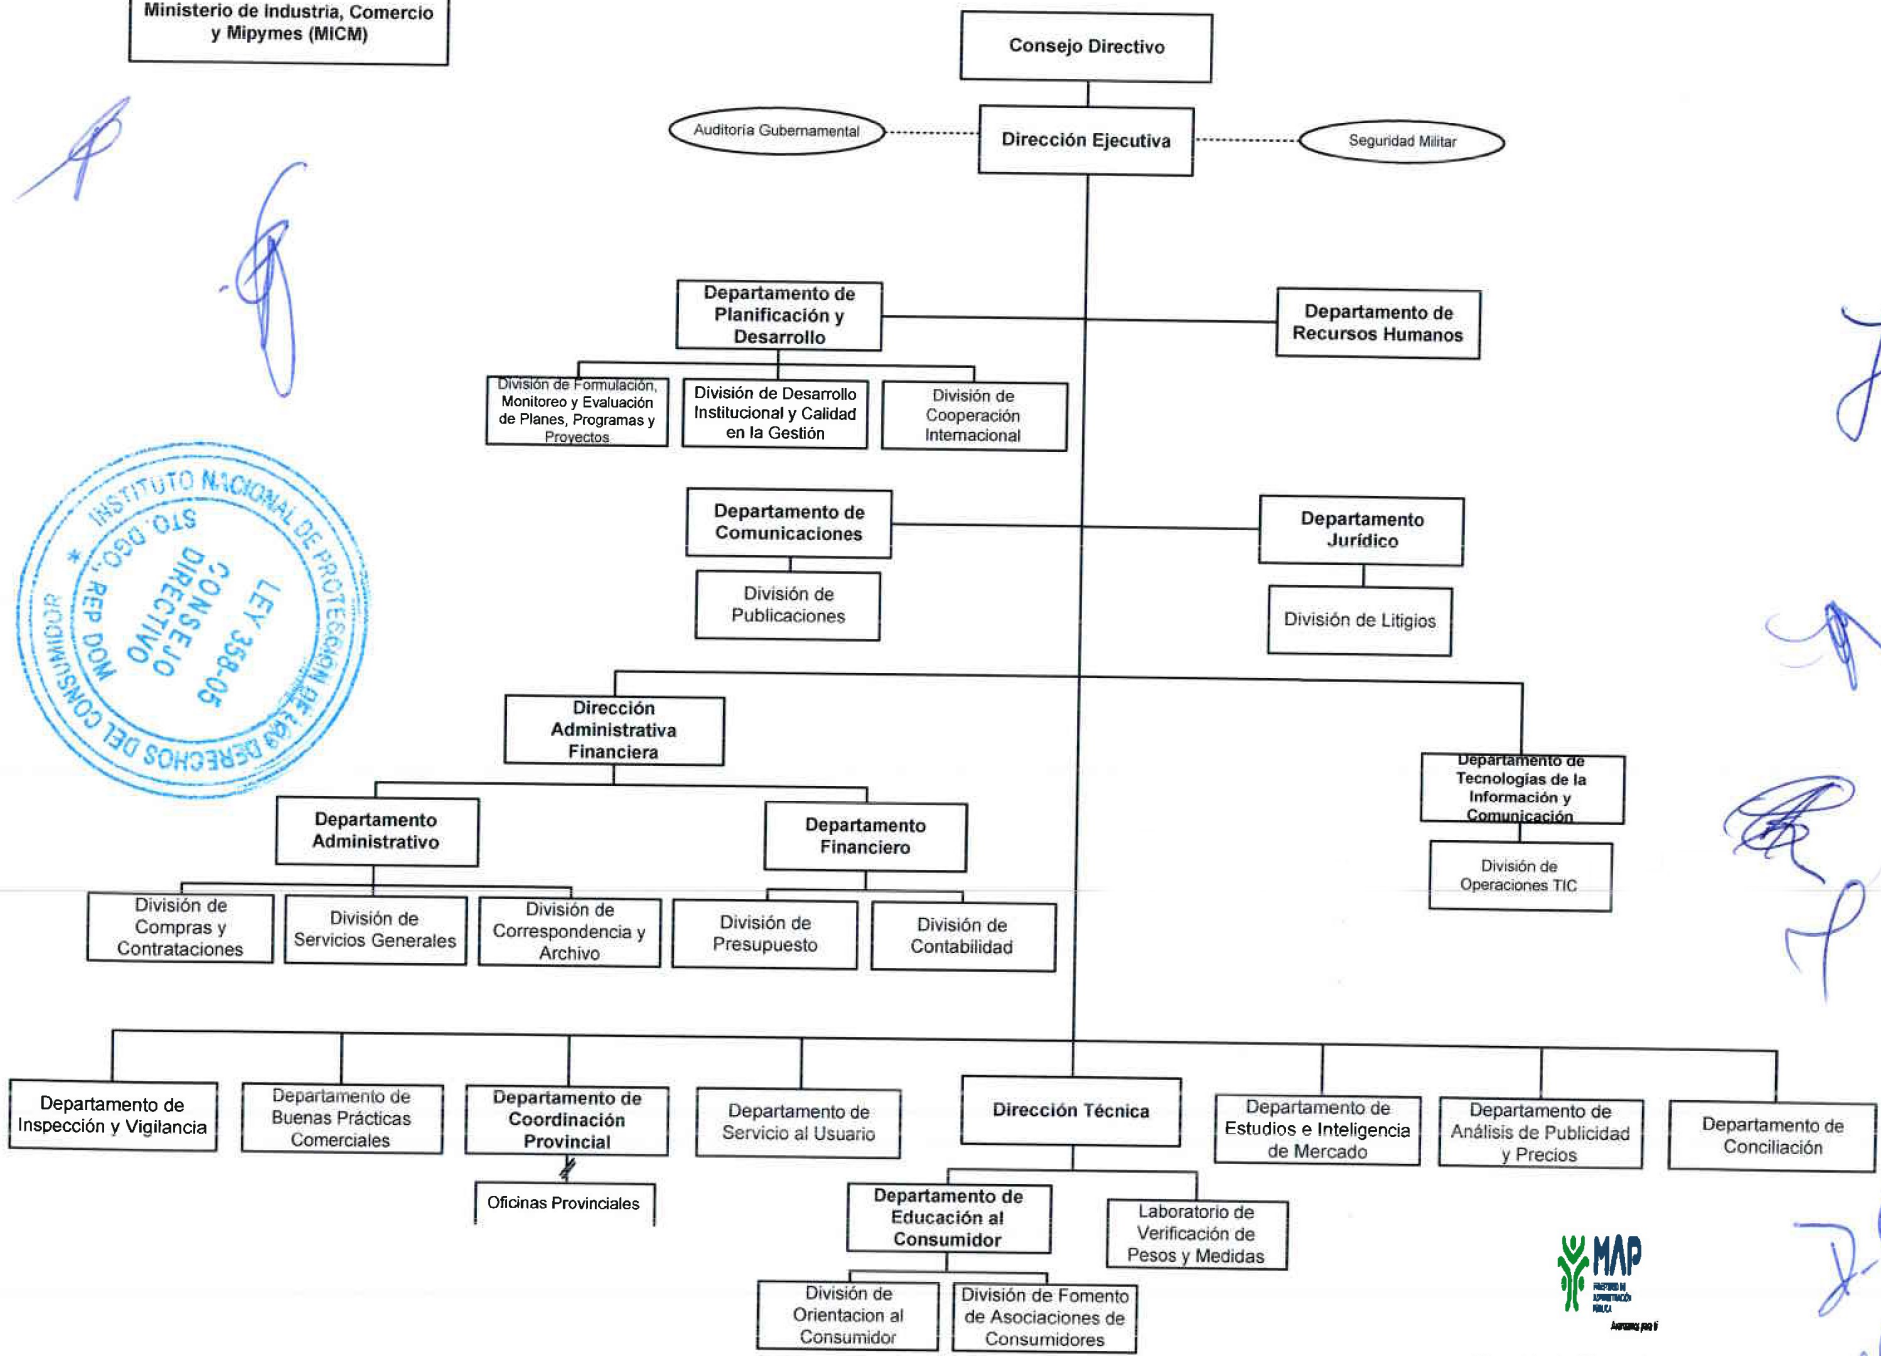 Ministerio de Industria, Comercio
y Mipymes (MICM)
Consejo Directivo
Auditoría Gubernamental
Dirección Ejecutiva
Seguridad Militar
Departamento de
Planificación y
Desarrollo
Departamento de
Recursos Humanos
División de Formulación,
Monitoreo y Evaluación
de Planes, Programas y
Proyectos
División de Desarrollo
Institucional y Calidad
en la Gestión
División de
Cooperación
Internacional
INSTITUTO NACIONAL DE PROTECCION DE LOS DERECHOS DEL CONSUMIDOR
STO. DGO., REP DOM
LEY 358-05
CONSEJO
DIRECTIVO
Departamento de
Comunicaciones
Departamento
Jurídico
División de
Publicaciones
División de Litigios
Dirección
Administrativa
Financiera
Departamento de
Tecnologías de la
Información y
Comunicación
Departamento
Administrativo
Departamento
Financiero
División de
Operaciones TIC
División de
Compras y
Contrataciones
División de
Servicios Generales
División de
Correspondencia y
Archivo
División de
Presupuesto
División de
Contabilidad
Departamento de
Inspección y Vigilancia
Departamento de
Buenas Prácticas
Comerciales
Departamento de
Coordinación
Provincial
Departamento de
Servicio al Usuario
Dirección Técnica
Departamento de
Estudios e Inteligencia
de Mercado
Departamento de
Análisis de Publicidad
y Precios
Departamento de
Conciliación
Oficinas Provinciales
Departamento de
Educación al
Consumidor
Laboratorio de
Verificación de
Pesos y Medidas
División de
Orientacion al
Consumidor
División de Fomento
de Asociaciones de
Consumidores
MAP
MINISTERIO DE
ADMINISTRACIÓN
PÚBLICA